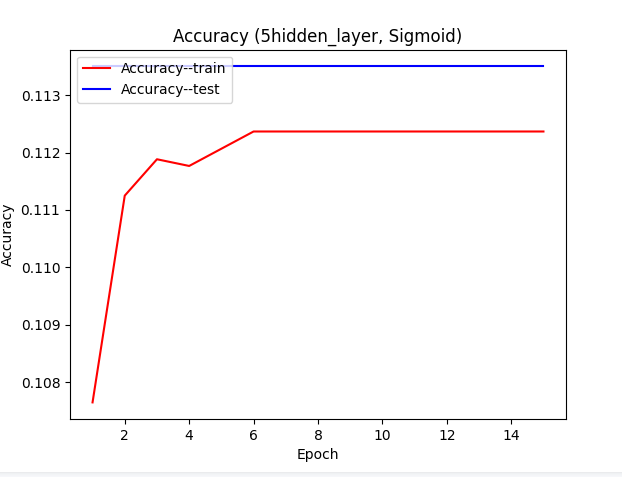 Accuracy (5hidden_layer, Sigmoid)
Accuracy--train
Accuracy--test
0.113
0.112
0.111
0.110
0.109
0.108
Accuracy
2 4 6 8 10 12 14
Epoch